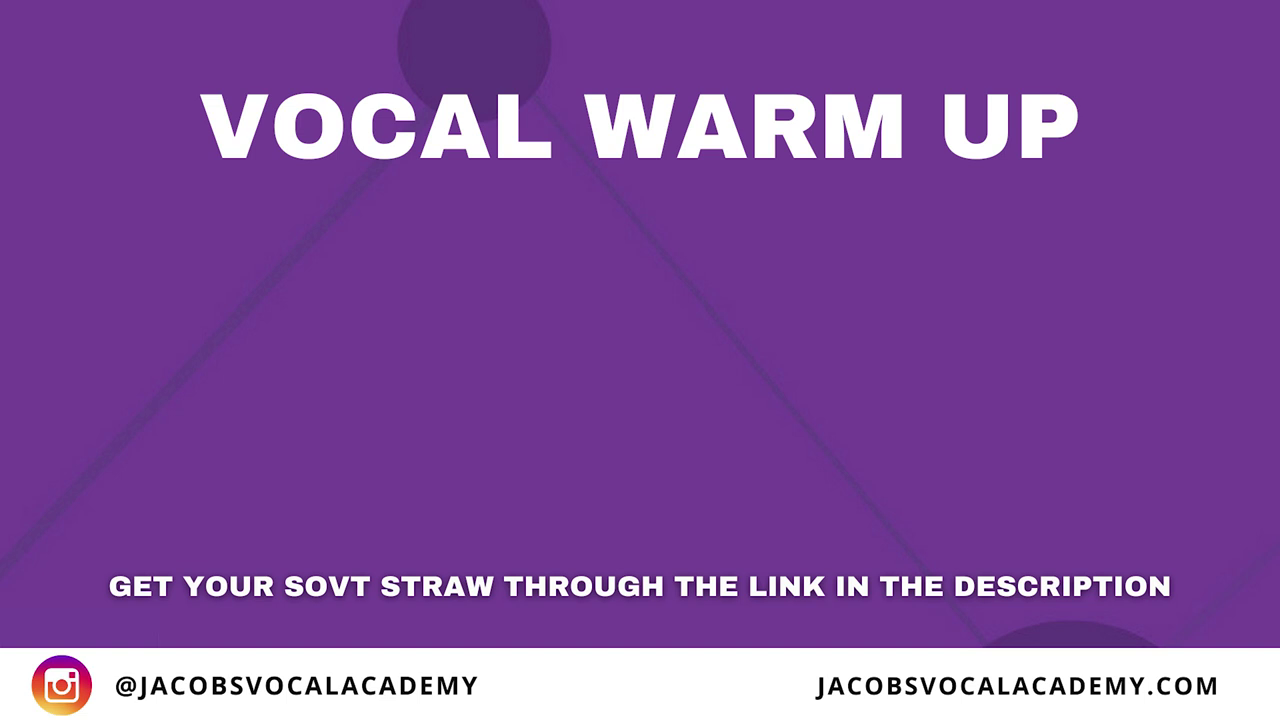 VOCAL WARM UP
GET YOUR SOVT STRAW THROUGH THE LINK IN THE DESCRIPTION
@JACOBSVOCALACADEMY
JACOBSVOCALACADEMY.COM